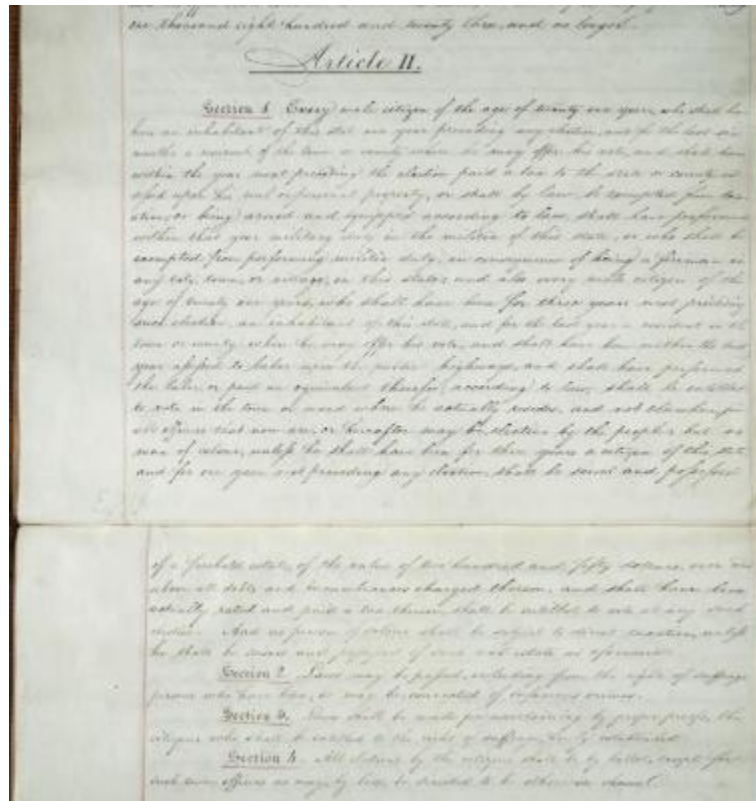 one thousand eight hundred and twenty three, and no longer.
Article II.
Section 1. Every male citizen of the age of twenty one years, who shall have
been an inhabitant of this state one year preceding any election, and for the last six
months a resident of the town or county where he may offer his vote, and shall have
within the year next preceding the election paid a tax to the state or county as
sessed upon his real or personal property, or shall by law, be exempted from tax
ation, or being armed and equipped according to law, shall have performed
within that year military duty in the militia of this state, or who shall be
exempted from performing militia duty, in consequence of being a fireman in
any city, town, or village, in this state; and also every male citizen of the
age of twenty one years, who shall have been for three years next preceding
such election, an inhabitant of this state, and for the last year a resident in the
town or county where he may offer his vote, and shall have been within the last
year assessed to labor upon the public highways, and shall have performed
the labor, or paid an equivalent therefor, according to law, shall be entitled
to vote in the town or ward where he actually resides, and not elsewhere, for
all officers that now are, or hereafter may be elective by the people; but no
man of colour, unless he shall have been for three years a citizen of this state
and for one year next preceding any election, shall be seized and possessed
of a freehold estate, of the value of two hundred and fifty dollars, over and
above all debts and incumbrances charged thereon, and shall have been
actually rated and paid a tax thereon, shall be entitled to vote at any such
election. And no person of colour shall be subject to direct taxation, unless
he shall be seized and possessed of such real estate as aforesaid.
Section 2. Laws may be passed, excluding from the right of suffrage
persons who have been, or may be, convicted of infamous crimes.
Section 3. Laws shall be made for ascertaining by proper proofs, the
citizens who shall be entitled to the right of suffrage, hereby established.
Section 4. All elections by the citizens shall be by ballot, except for
such town officers as may by law be directed to be otherwise chosen.